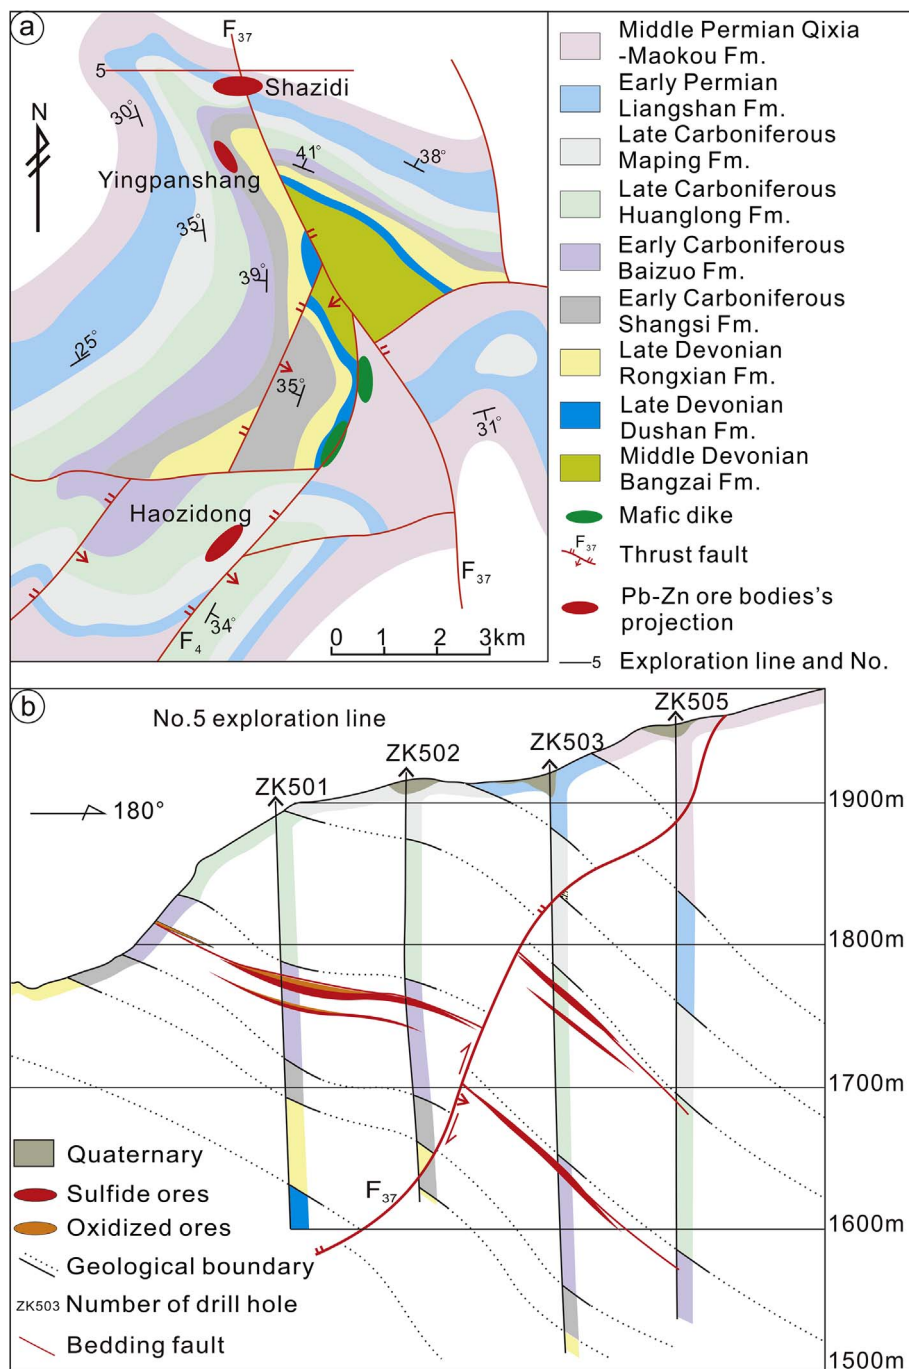 a
F37
5
Shazidi
N
30°
41°
38°
Yingpanshang
35°
39°
25°
35°
31°
Haozidong
F37
34°
F4
0 1 2 3km
Middle Permian Qixia
-Maokou Fm.
Early Permian
Liangshan Fm.
Late Carboniferous
Maping Fm.
Late Carboniferous
Huanglong Fm.
Early Carboniferous
Baizuo Fm.
Early Carboniferous
Shangsi Fm.
Late Devonian
Rongxian Fm.
Late Devonian
Dushan Fm.
Middle Devonian
Bangzai Fm.
Mafic dike
F37
Thrust fault
Pb-Zn ore bodies's
projection
5 Exploration line and No.
b
No.5 exploration line
ZK505
ZK503
ZK502
ZK501
180°
1900m
1800m
1700m
1600m
1500m
F37
Quaternary
Sulfide ores
Oxidized ores
Geological boundary
ZK503 Number of drill hole
Bedding fault